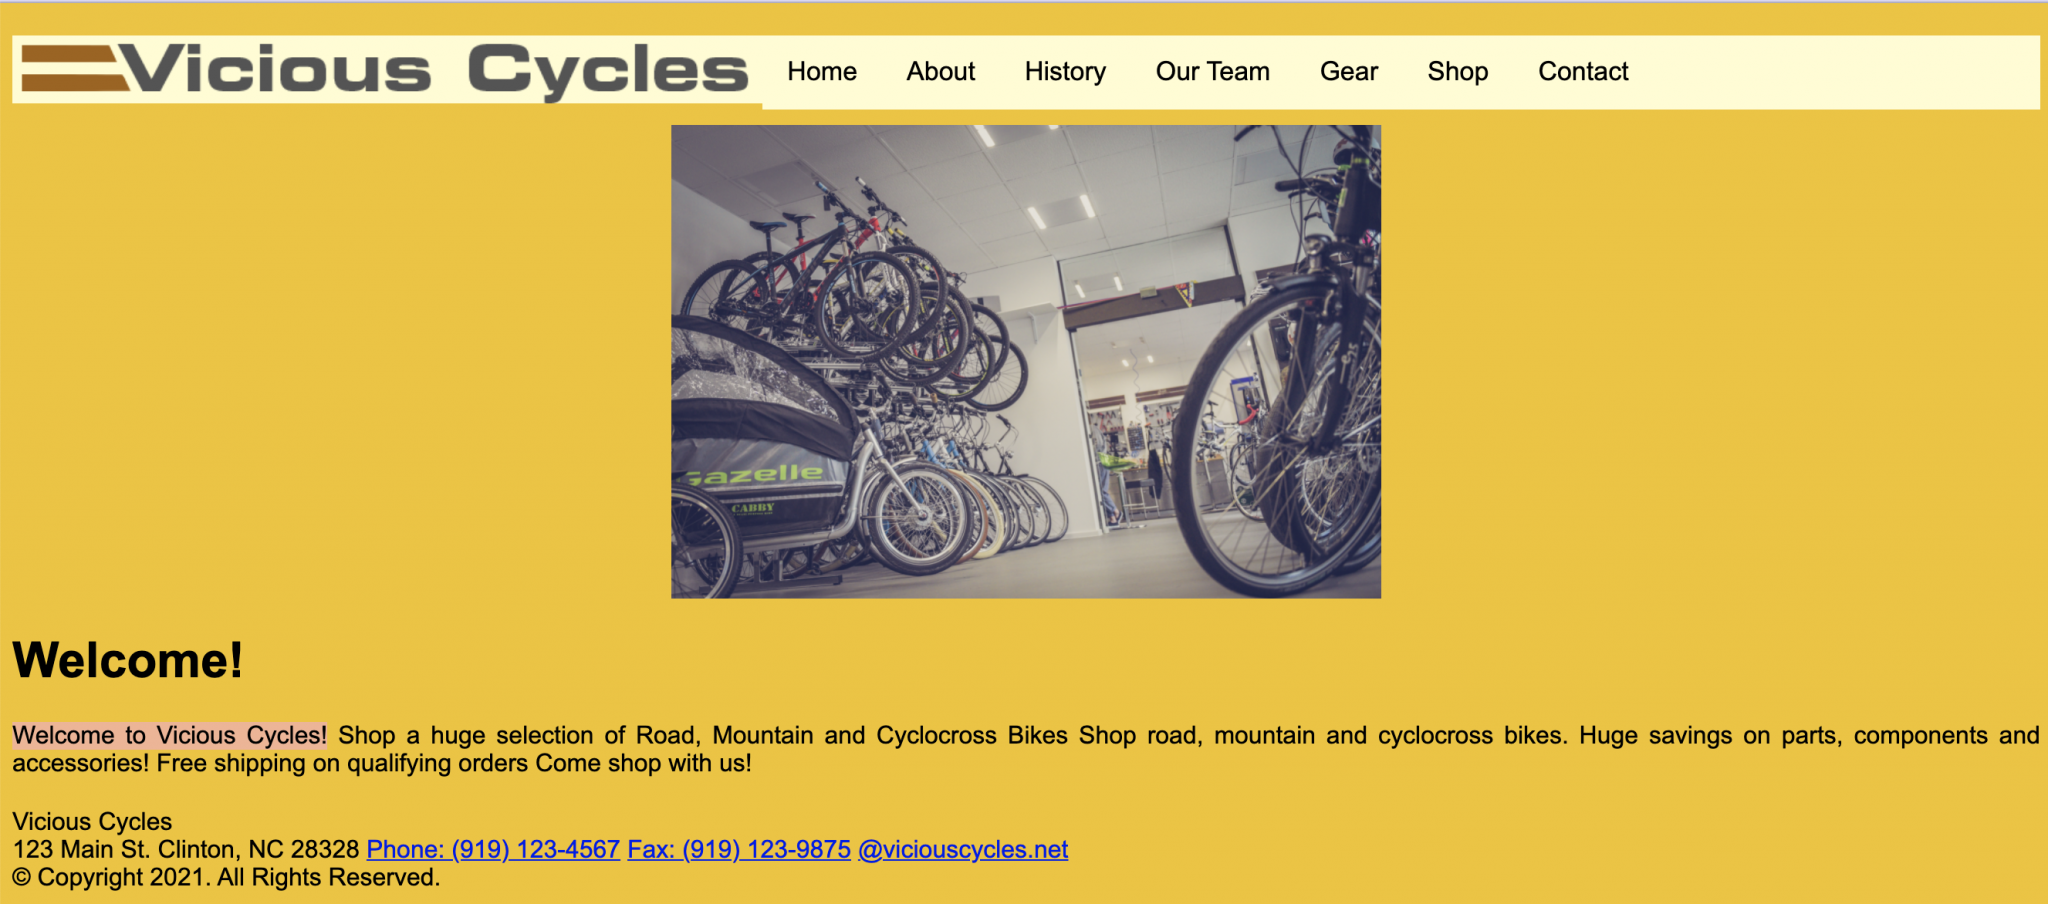 Vicious Cycles Home About History Our Team Gear Shop Contact
Gazelle
CABBY
Welcome!
Welcome to Vicious Cycles! Shop a huge selection of Road, Mountain and Cyclocross Bikes Shop road, mountain and cyclocross bikes. Huge savings on parts, components and
accessories! Free shipping on qualifying orders Come shop with us!
Vicious Cycles
123 Main St. Clinton, NC 28328 Phone: (919) 123-4567 Fax: (919) 123-9875 @viciouscycles.net
© Copyright 2021. All Rights Reserved.